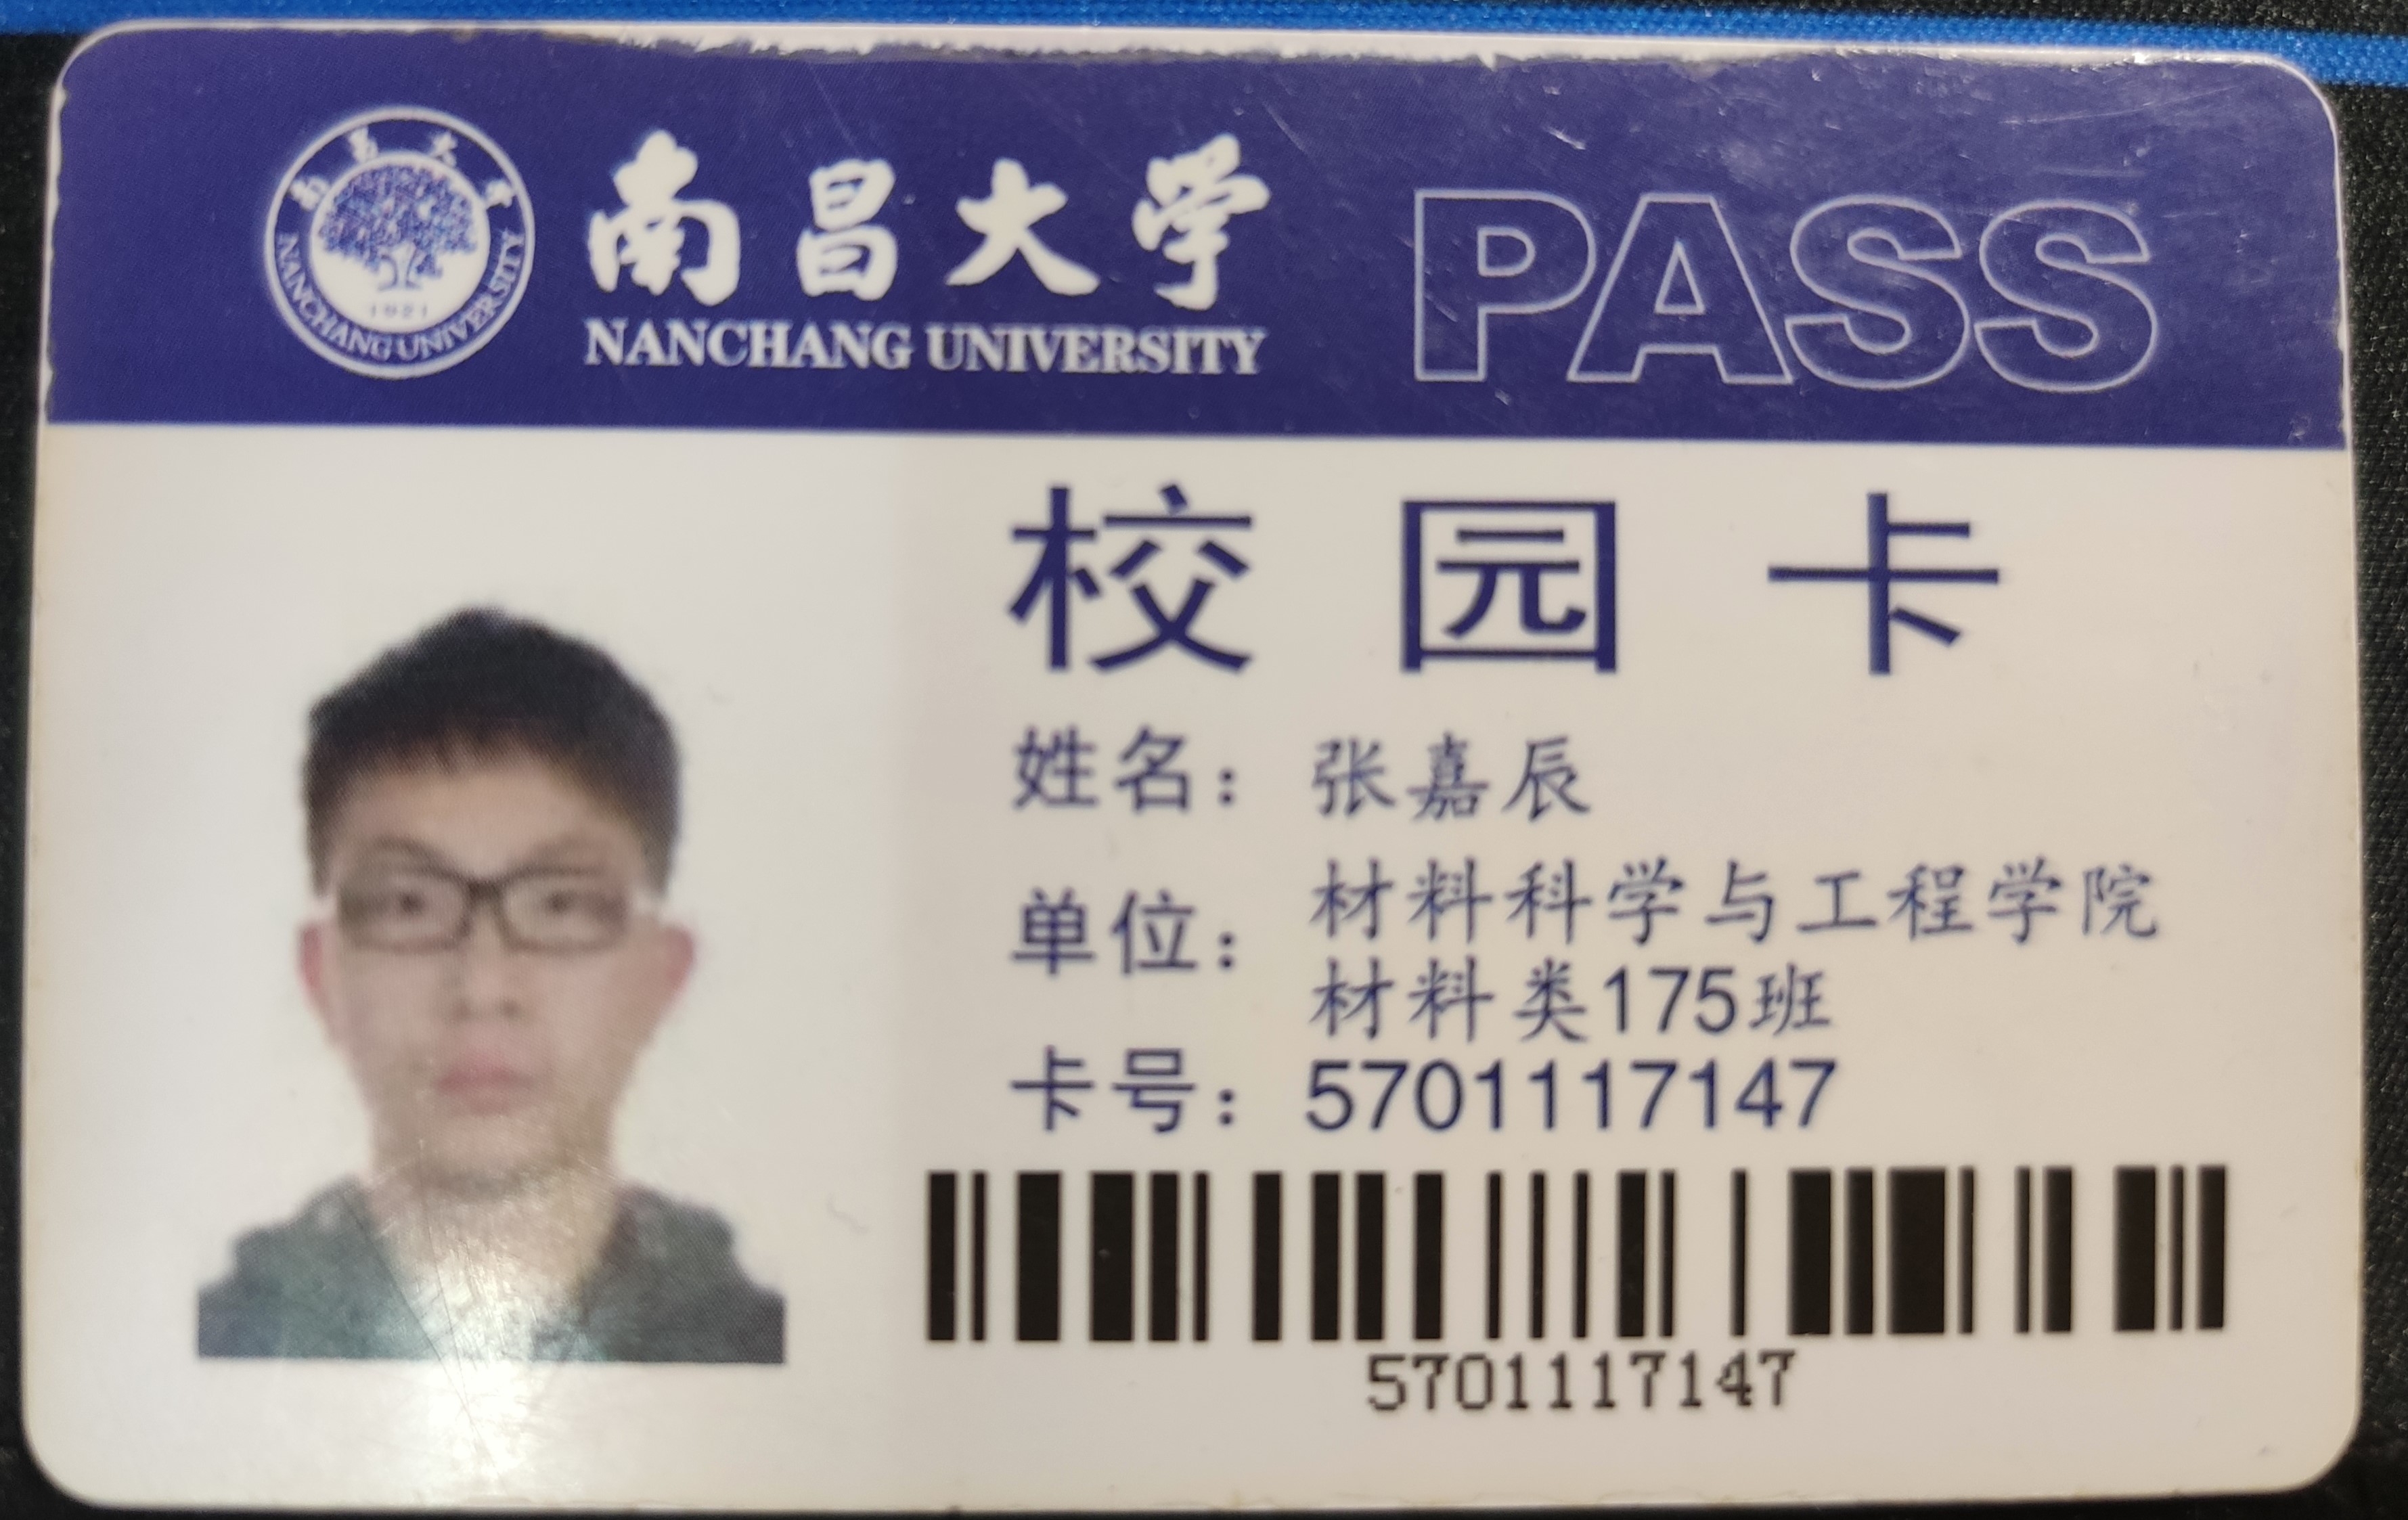 南昌大学
NANCHANG UNIVERSITY
1921
南昌大学
NANCHANG UNIVERSITY
PASS
校园卡
姓名：张嘉辰
单位：材料科学与工程学院
材料类175班
卡号：5701117147
5701117147